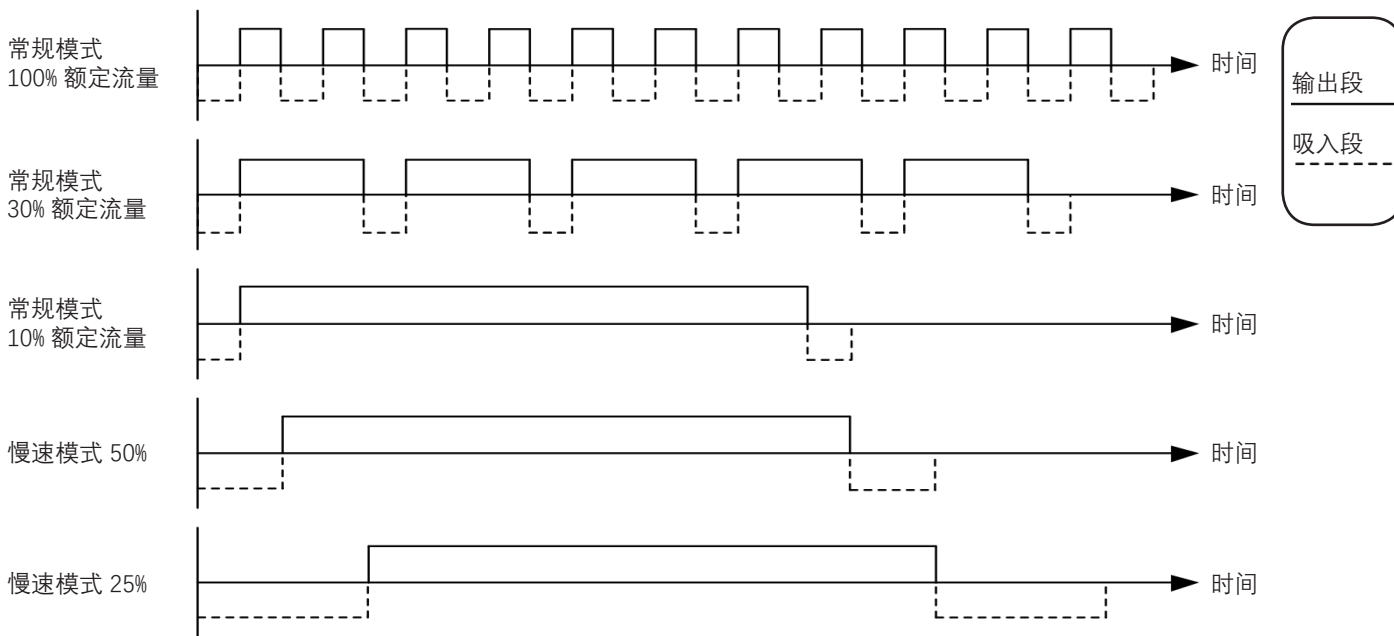 常规模式
100% 额定流量
时间
输出段
吸入段
常规模式
30% 额定流量
时间
常规模式
10% 额定流量
时间
慢速模式 50%
时间
慢速模式 25%
时间